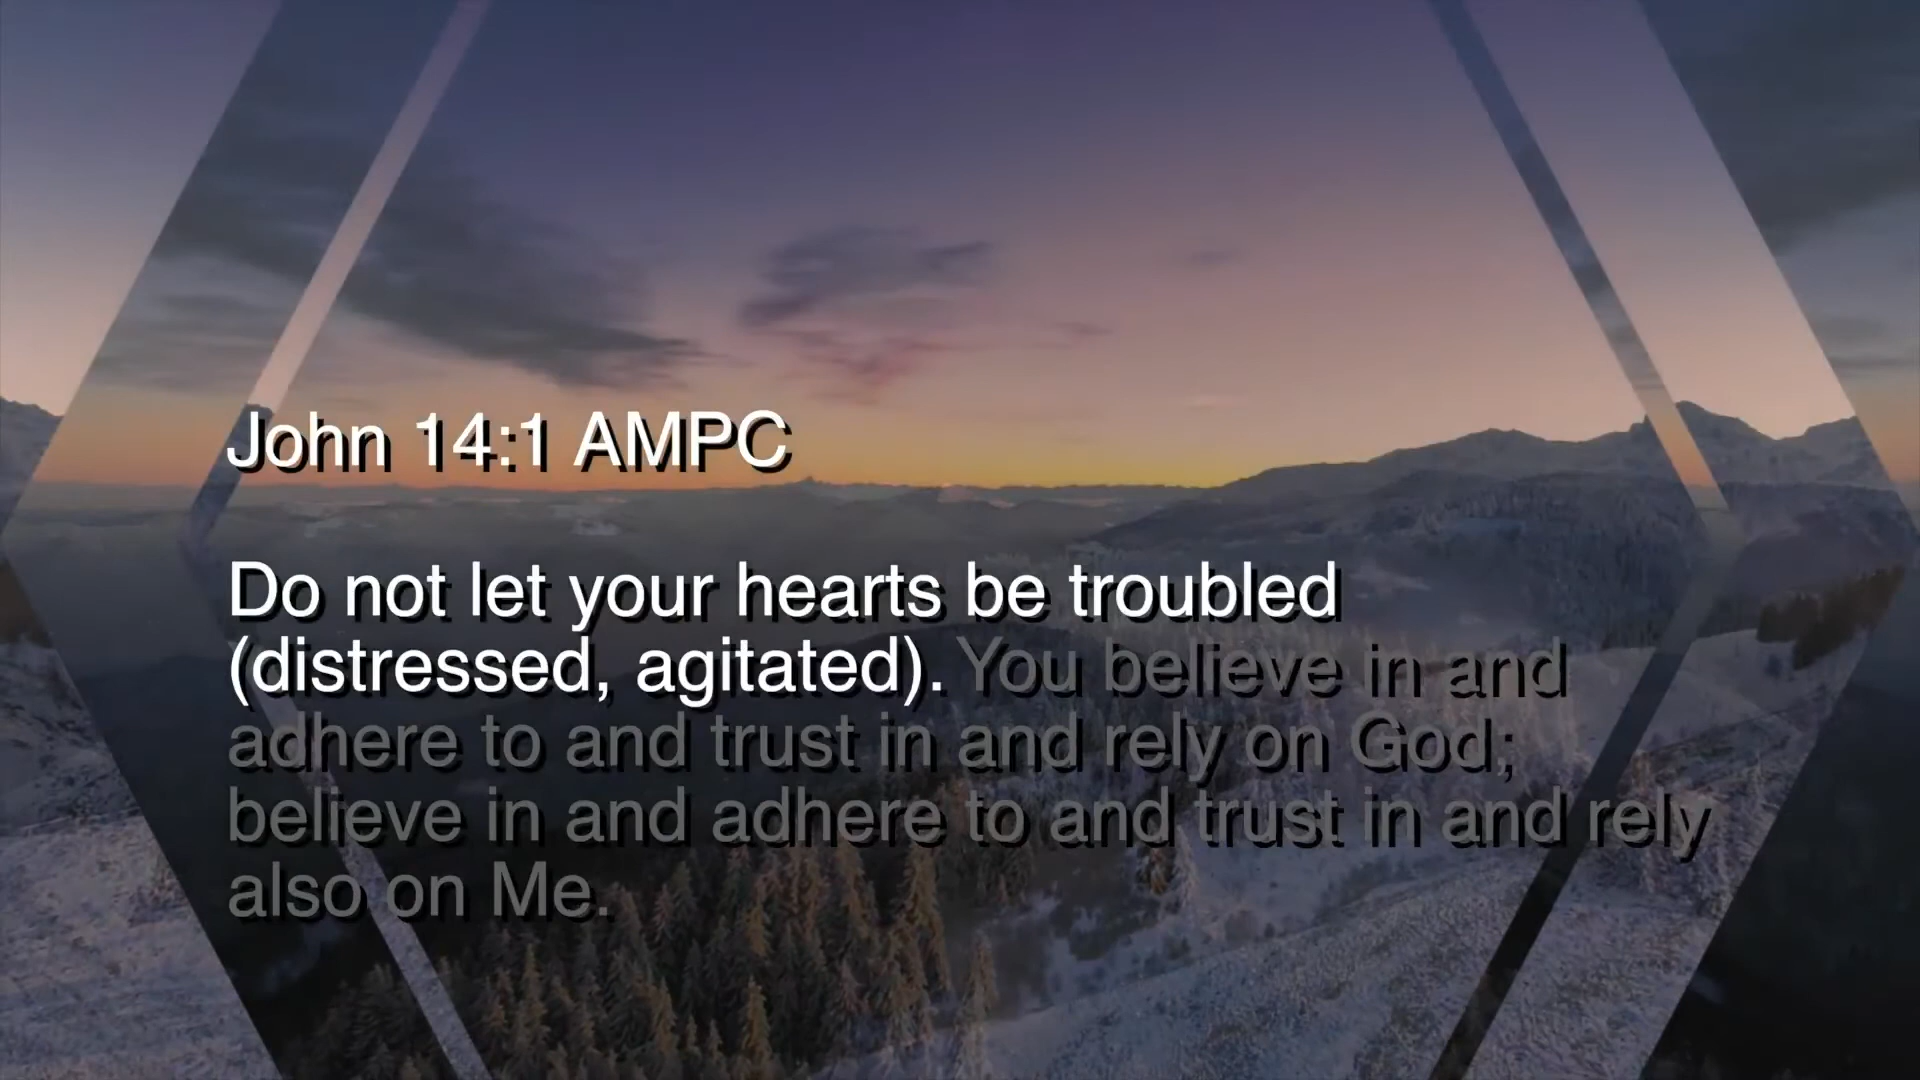 John 14:1 AMPC
Do not let your hearts be troubled
(distressed, agitated). You believe in and
adhere to and trust in and rely on God;
believe in and adhere to and trust in and rely
also on Me.